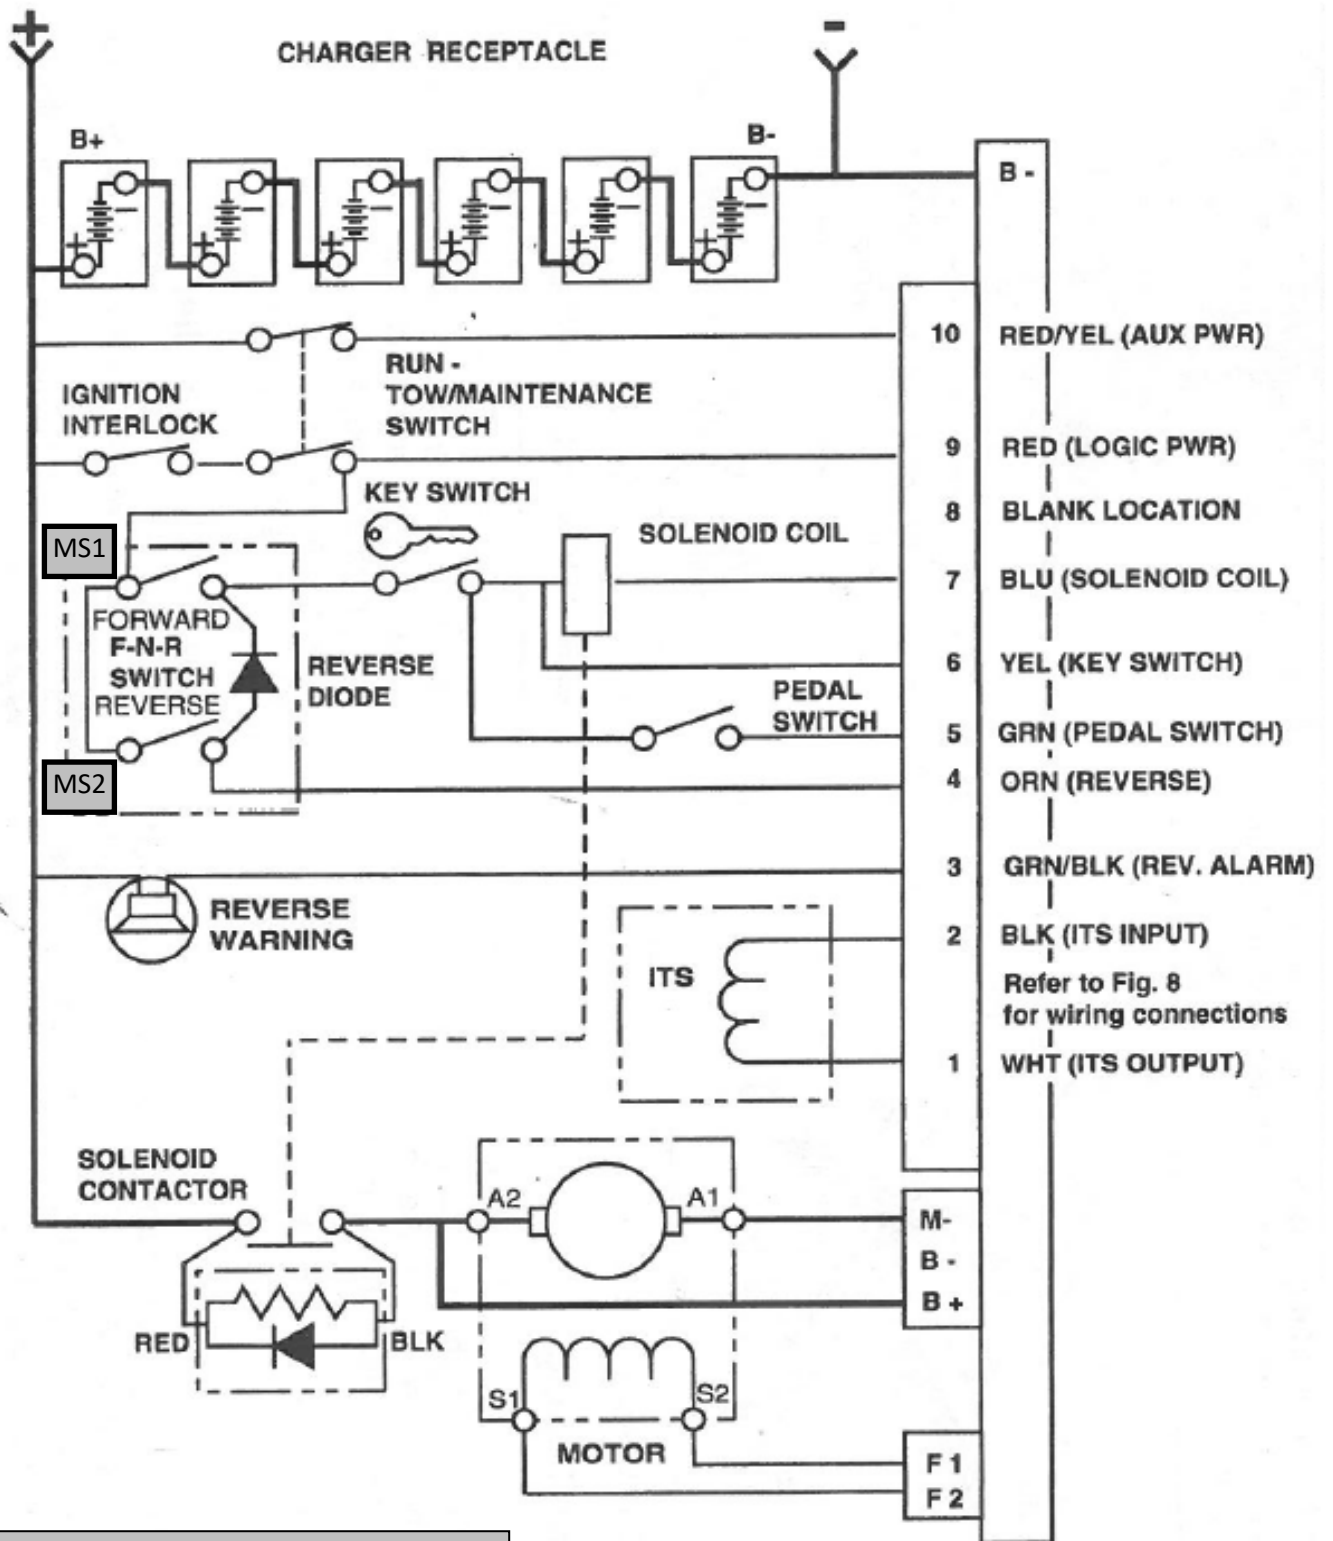 +
-
CHARGER RECEPTACLE
B+
B-
B -
+ −
+ −
+ −
+ −
+ −
+ −
10 RED/YEL (AUX PWR)
RUN -
TOW/MAINTENANCE
SWITCH
IGNITION
INTERLOCK
9 RED (LOGIC PWR)
KEY SWITCH
8 BLANK LOCATION
MS1
SOLENOID COIL
7 BLU (SOLENOID COIL)
FORWARD
F-N-R
SWITCH
REVERSE
REVERSE
DIODE
6 YEL (KEY SWITCH)
PEDAL
SWITCH
5 GRN (PEDAL SWITCH)
MS2
4 ORN (REVERSE)
3 GRN/BLK (REV. ALARM)
REVERSE
WARNING
2 BLK (ITS INPUT)
ITS
Refer to Fig. 8
for wiring connections
1 WHT (ITS OUTPUT)
SOLENOID
CONTACTOR
A2
A1
M-
B -
B +
RED
BLK
S1
S2
MOTOR
F 1
F 2